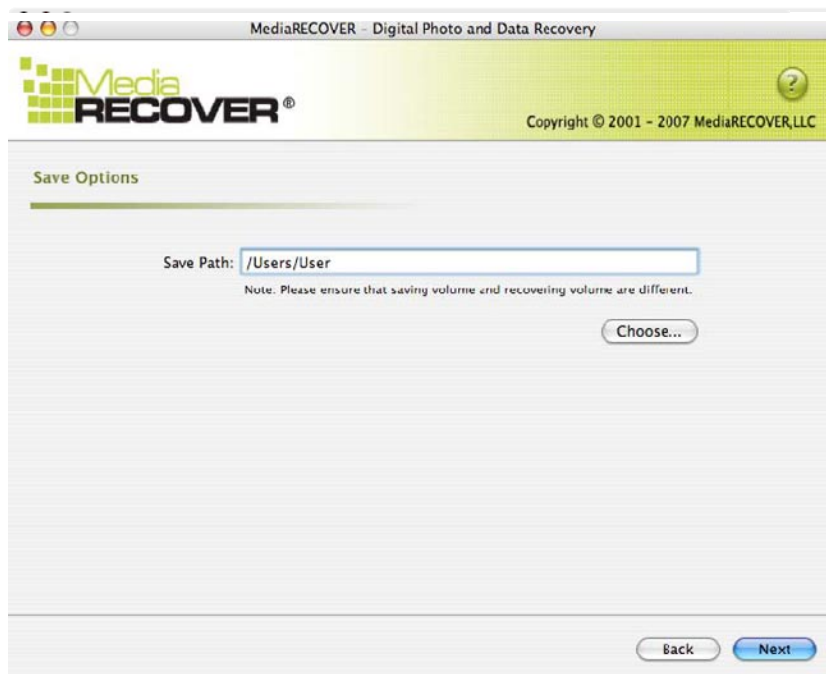 MediaRECOVER - Digital Photo and Data Recovery
Media
RECOVER®
?
Copyright © 2001 - 2007 MediaRECOVER,LLC
Save Options
Save Path: /Users/User
Note: Please ensure that saving volume and recovering volume are different.
Choose...
Back Next